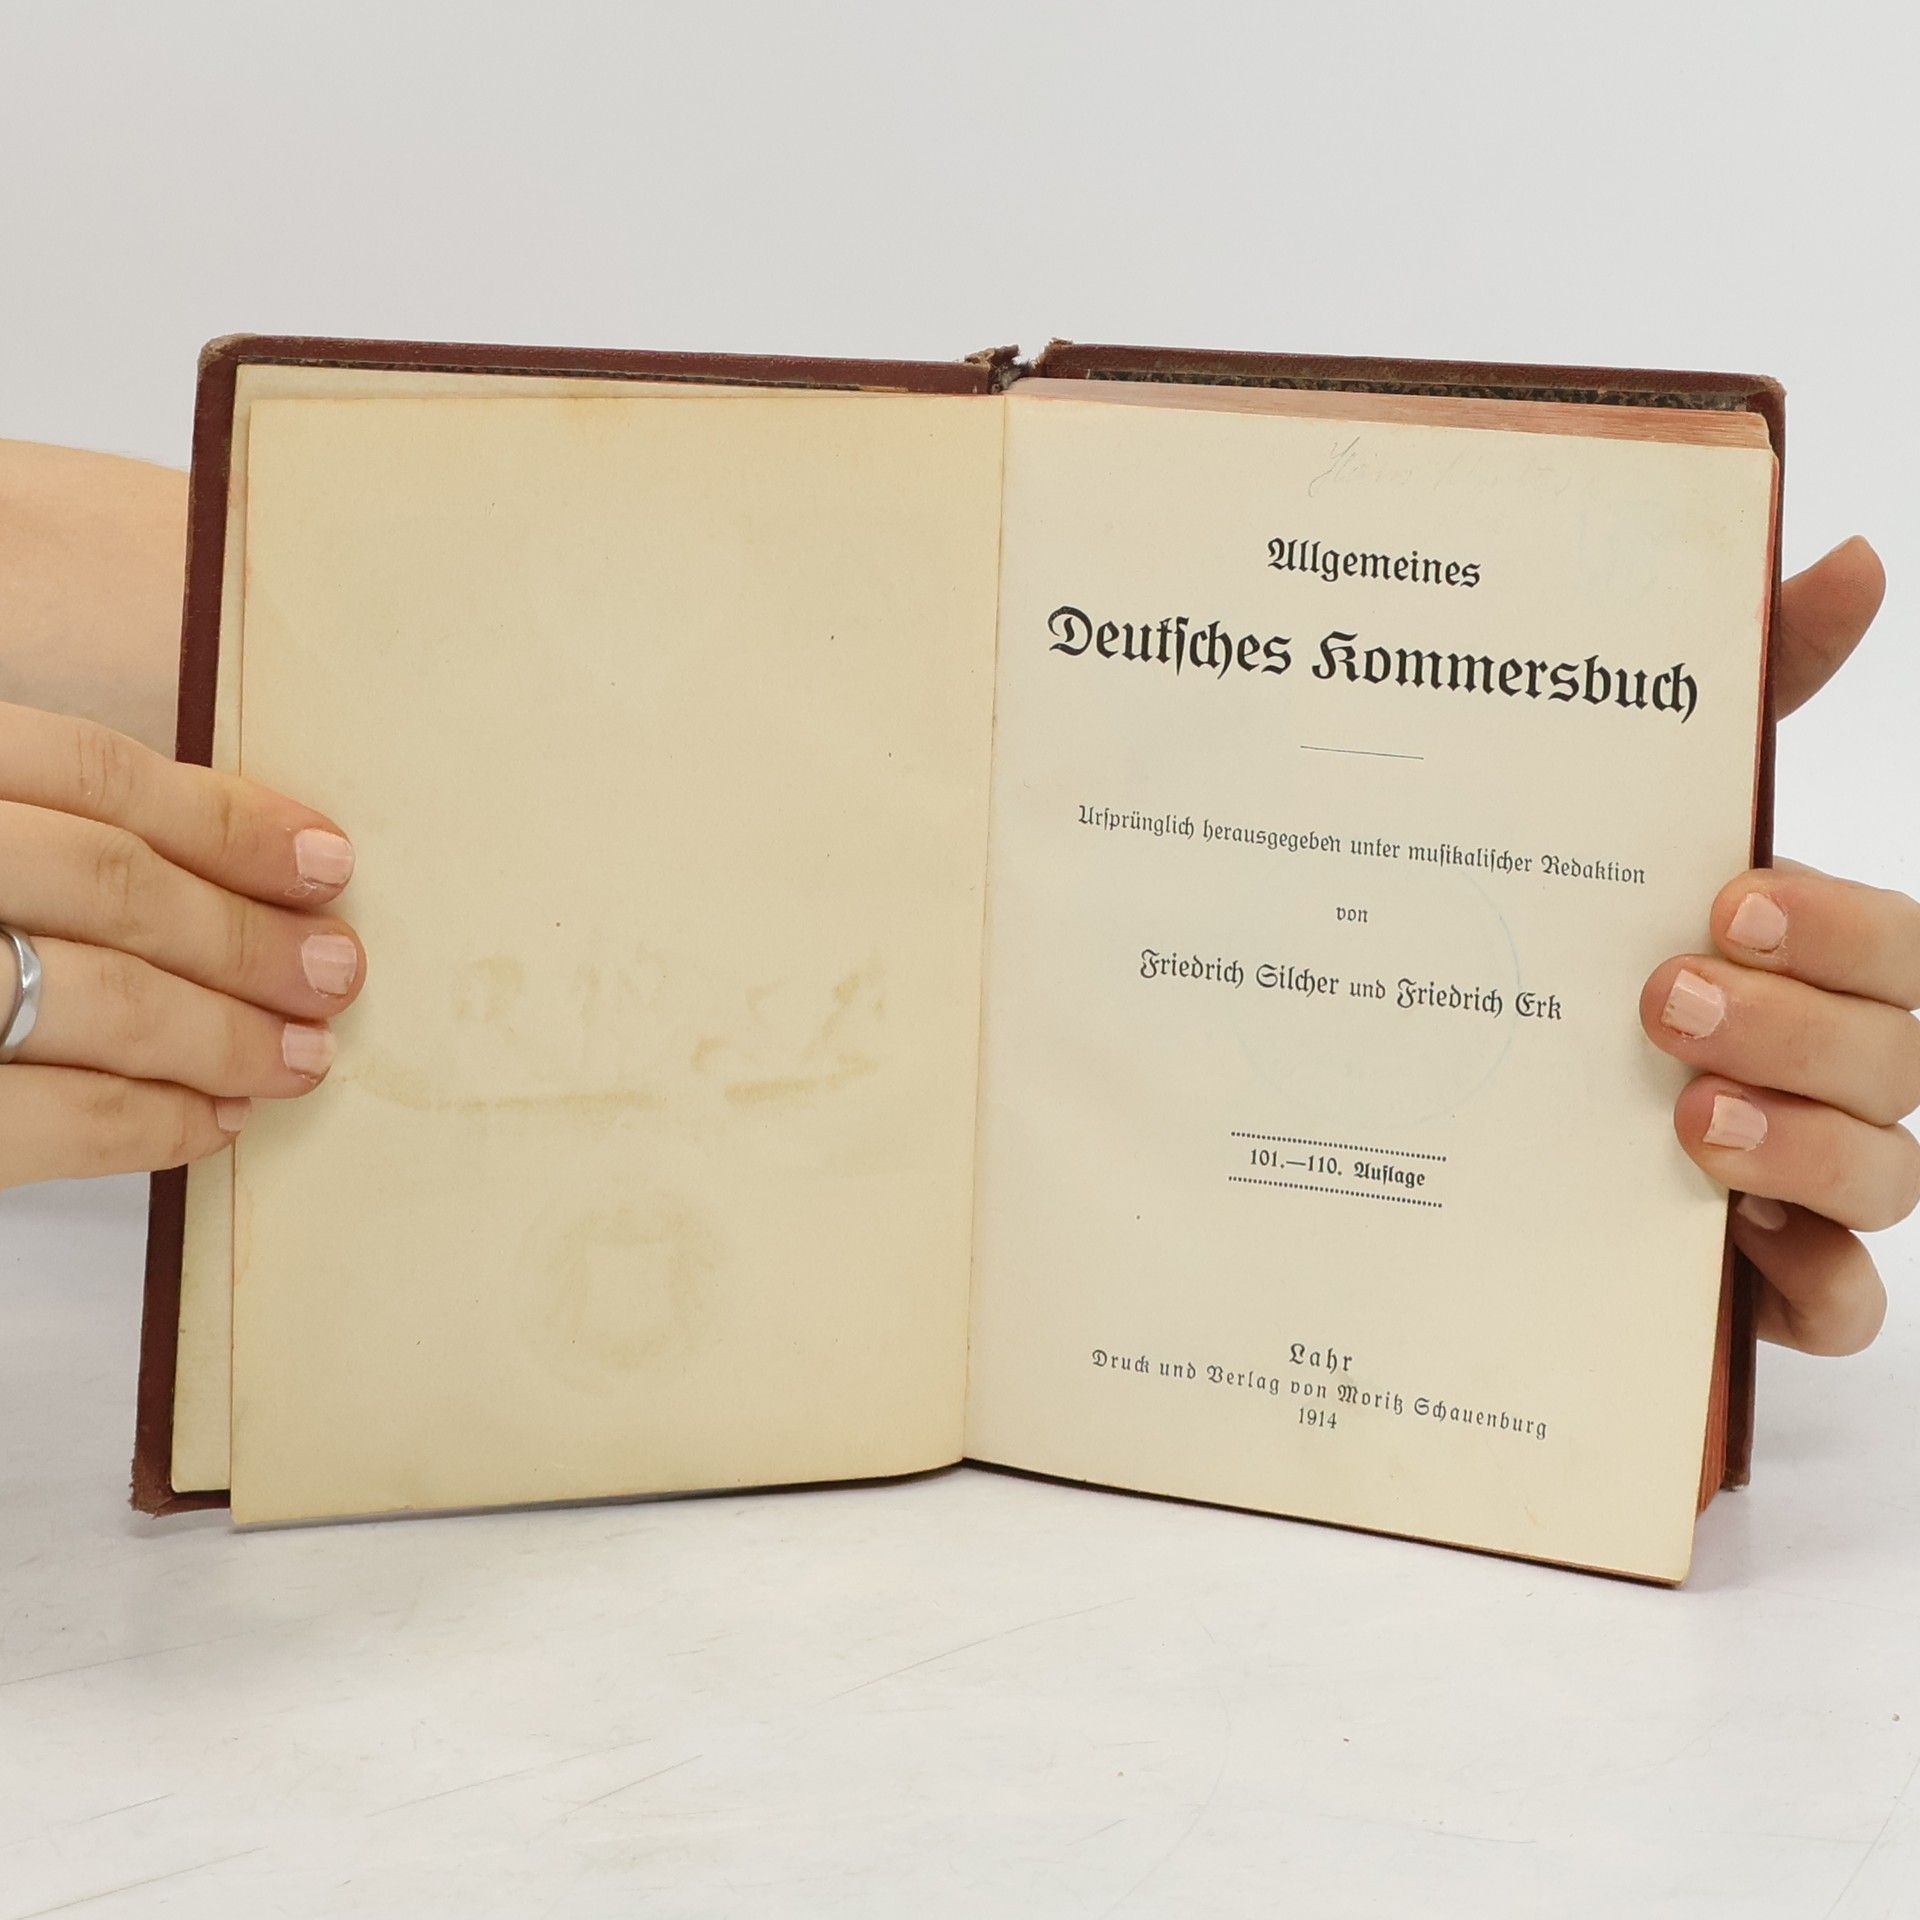 Allgemeines
Deutſches Kommersbuch
Urſprünglich herausgegeben unter muſikaliſcher Redaktion
von
Friedrich Silcher und Friedrich Erk
101.—110. Auflage
Lahr
Druck und Verlag von Moritz Schauenburg
1914